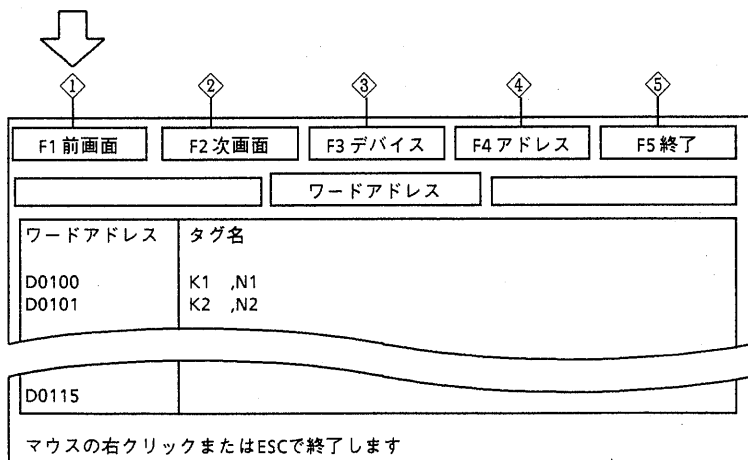 1 2 3 4 5
F1前画面 F2次画面 F3デバイス F4アドレス F5終了
ワードアドレス
ワードアドレス タグ名
D0100 K1 ,N1
D0101 K2 ,N2
D0115
マウスの右クリックまたはESCで終了します